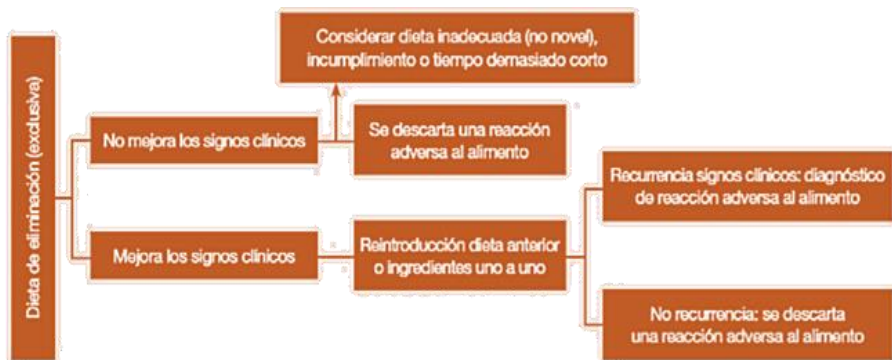 Dieta de eliminación (exclusiva)
Considerar dieta inadecuada (no novel),
incumplimiento o tiempo demasiado corto
No mejora los signos clínicos
Se descarta una reacción
adversa al alimento
Mejora los signos clínicos
Reintroducción dieta anterior
o ingredientes uno a uno
Recurrencia signos clínicos: diagnóstico
de reacción adversa al alimento
No recurrencia: se descarta
una reacción adversa al alimento